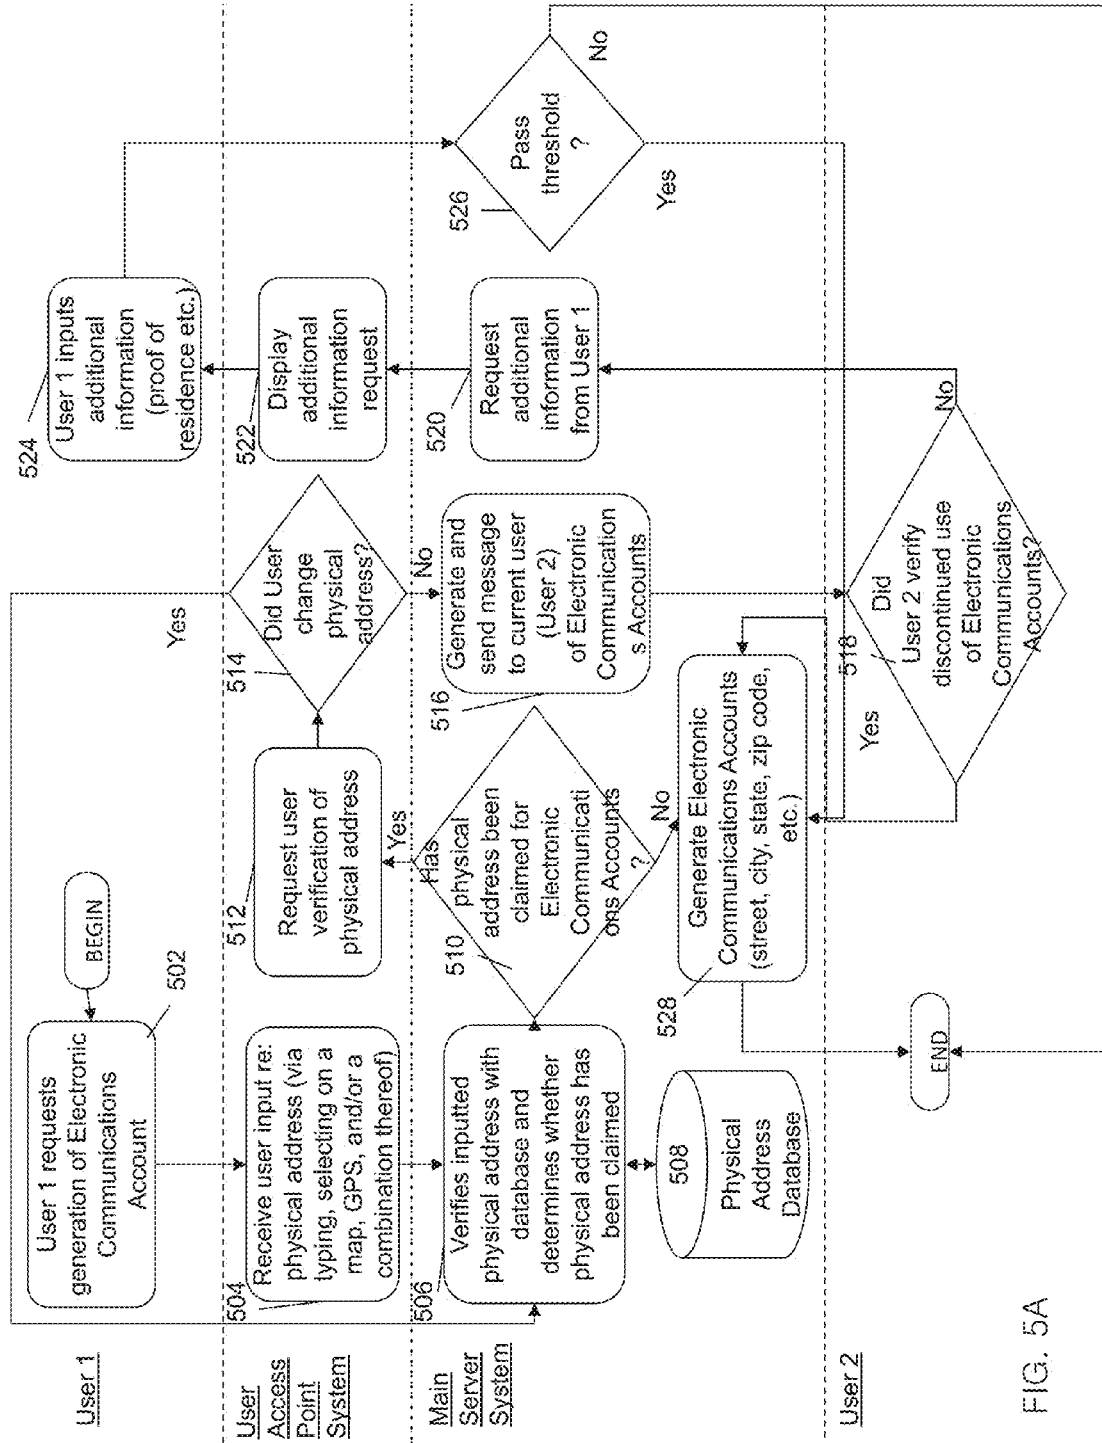 User 1
BEGIN
User 1 requests
generation of Electronic
Communications
Account
502
Yes
524
User 1 inputs
additional
information
(proof of
residence etc.)
User
Access
Point
System
504
Receive user input re:
physical address (via
typing, selecting on a
map, GPS, and/or a
combination thereof)
512
Request user
verification of
physical address
514
Did User
change
physical
address?
522
Display
additional
information
request
Main
Server
System
506
Verifies inputted
physical address with
database and
determines whether
physical address has
been claimed
508
Physical
Address
Database
Yes
510
Has
physical
address been
claimed for
Electronic
Communicati
ons Accounts
?
No
No
516
Generate and
send message
to current user
(User 2)
of Electronic
Communication
s Accounts
520
Request
additional
information
from User 1
526
Pass
threshold
?
No
Yes
528
Generate Electronic
Communications Accounts
(street, city, state, zip code,
etc.)
User 2
END
Yes
518
Did
User 2 verify
discontinued use
of Electronic
Communications
Accounts?
No
FIG. 5A